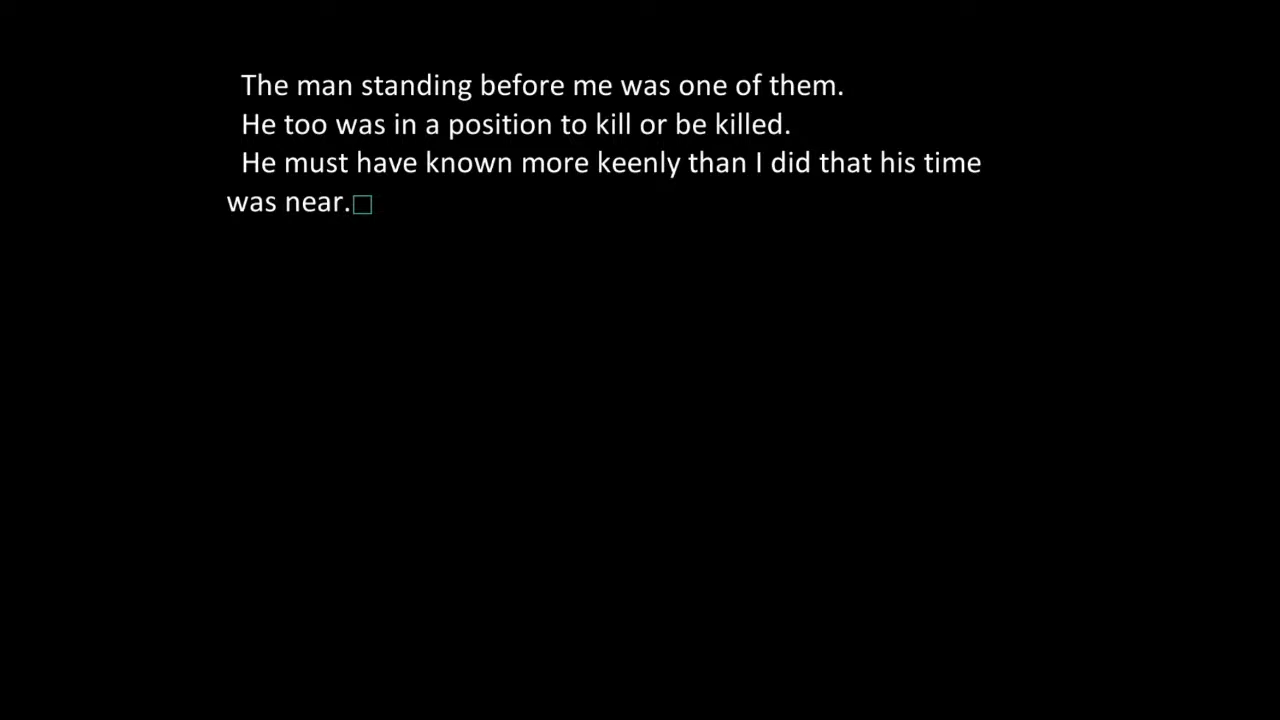 The man standing before me was one of them.
He too was in a position to kill or be killed.
He must have known more keenly than I did that his time
was near.